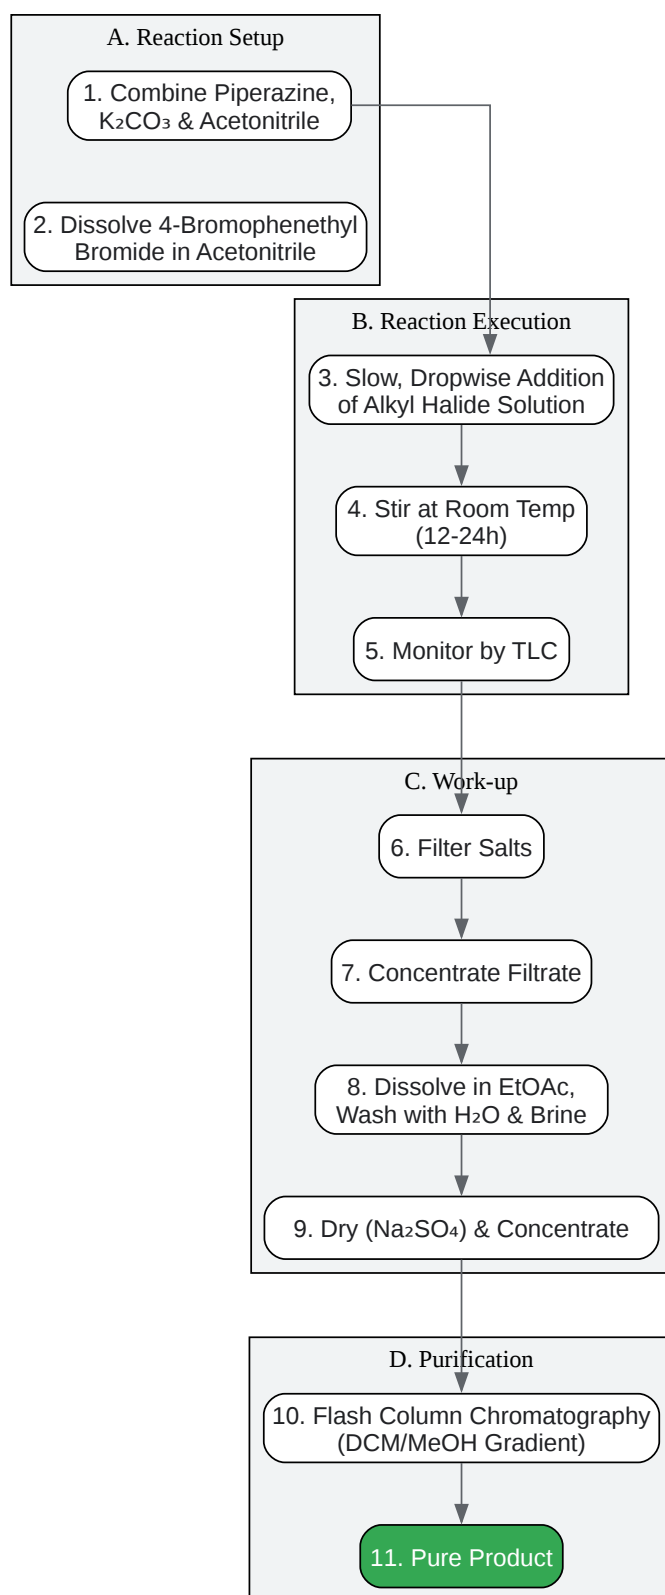 A. Reaction Setup
1. Combine Piperazine,
K₂CO₃ & Acetonitrile
2. Dissolve 4-Bromophenethyl
Bromide in Acetonitrile
B. Reaction Execution
3. Slow, Dropwise Addition
of Alkyl Halide Solution
4. Stir at Room Temp
(12-24h)
5. Monitor by TLC
C. Work-up
6. Filter Salts
7. Concentrate Filtrate
8. Dissolve in EtOAc,
Wash with H₂O & Brine
9. Dry (Na₂SO₄) & Concentrate
D. Purification
10. Flash Column Chromatography
(DCM/MeOH Gradient)
11. Pure Product